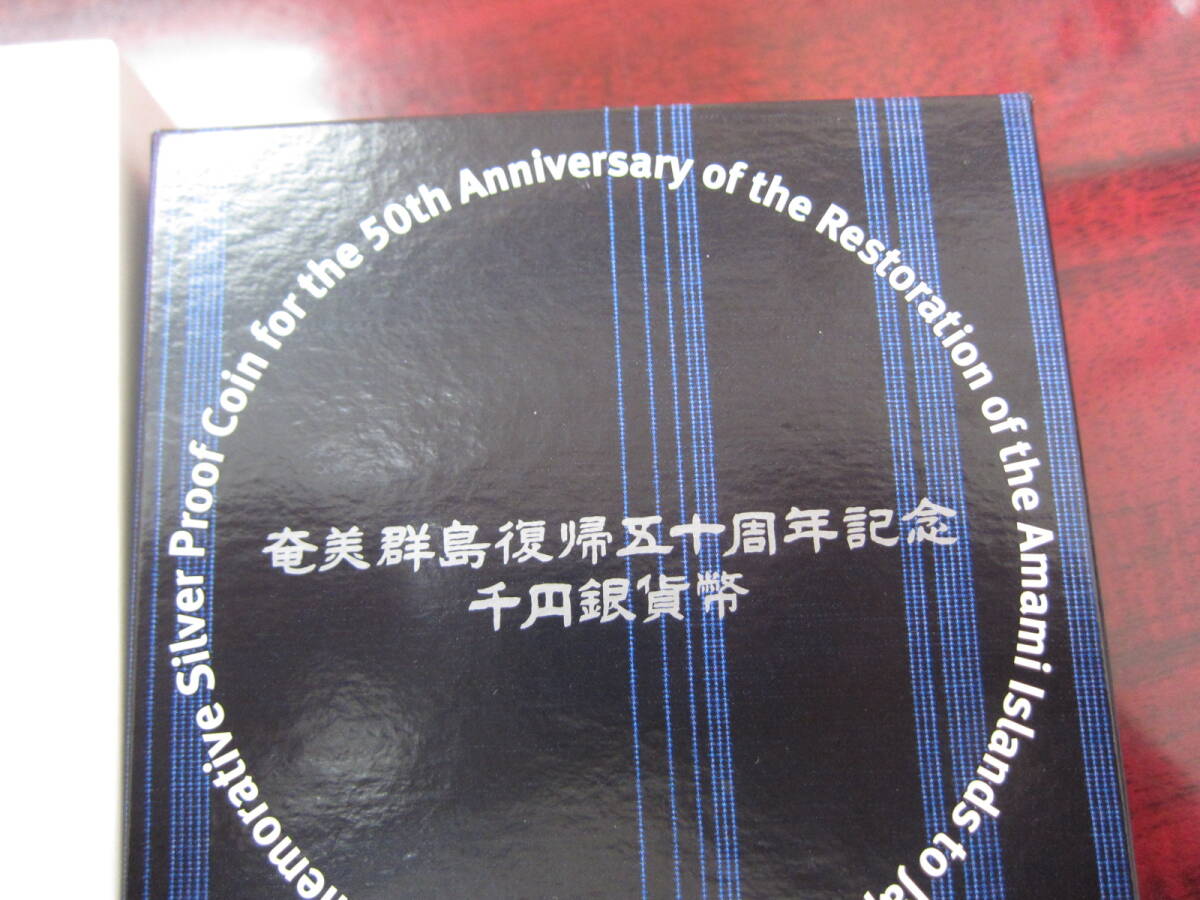 Silver Proof Coin for the 50th Anniversary of the Restoration of the Amami Islands to
奄美群島復帰五十周年記念
千円銀貨幣